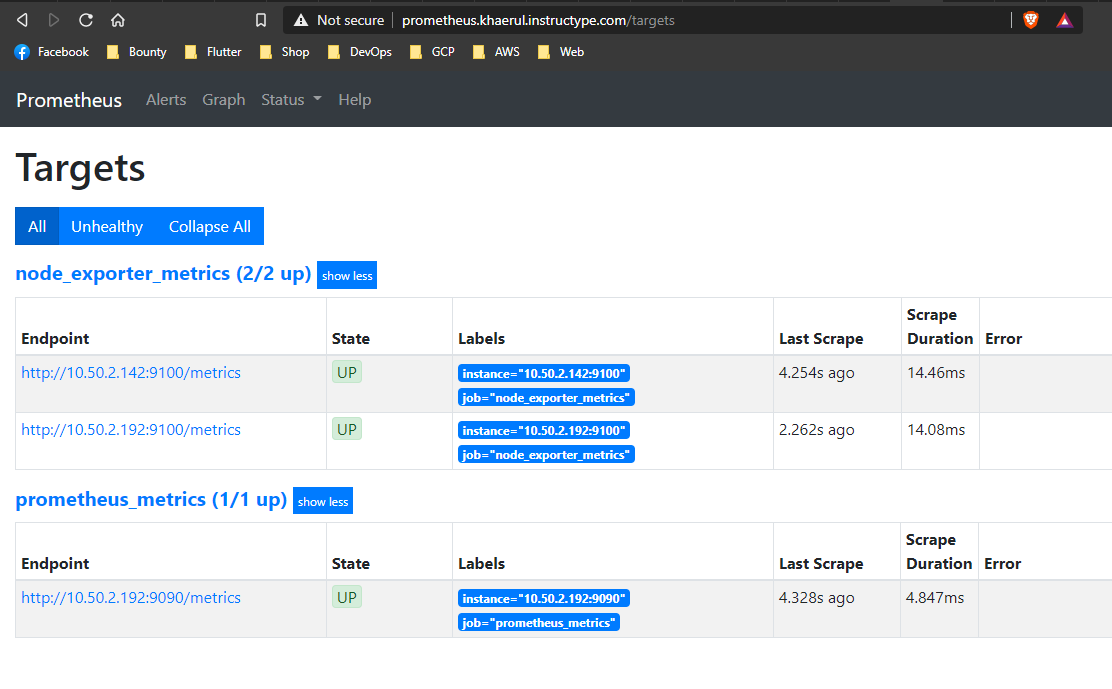 Not secure prometheus.khaerul.instructype.com/targets
Facebook Bounty Flutter Shop DevOps GCP AWS Web
Prometheus Alerts Graph Status Help
Targets
All Unhealthy Collapse All
node_exporter_metrics (2/2 up) show less
Endpoint State Labels Last Scrape Scrape Duration Error
http://10.50.2.142:9100/metrics UP instance="10.50.2.142:9100" 4.254s ago 14.46ms
job="node_exporter_metrics"
http://10.50.2.192:9100/metrics UP instance="10.50.2.192:9100" 2.262s ago 14.08ms
job="node_exporter_metrics"
prometheus_metrics (1/1 up) show less
Endpoint State Labels Last Scrape Scrape Duration Error
http://10.50.2.192:9090/metrics UP instance="10.50.2.192:9090" 4.328s ago 4.847ms
job="prometheus_metrics"